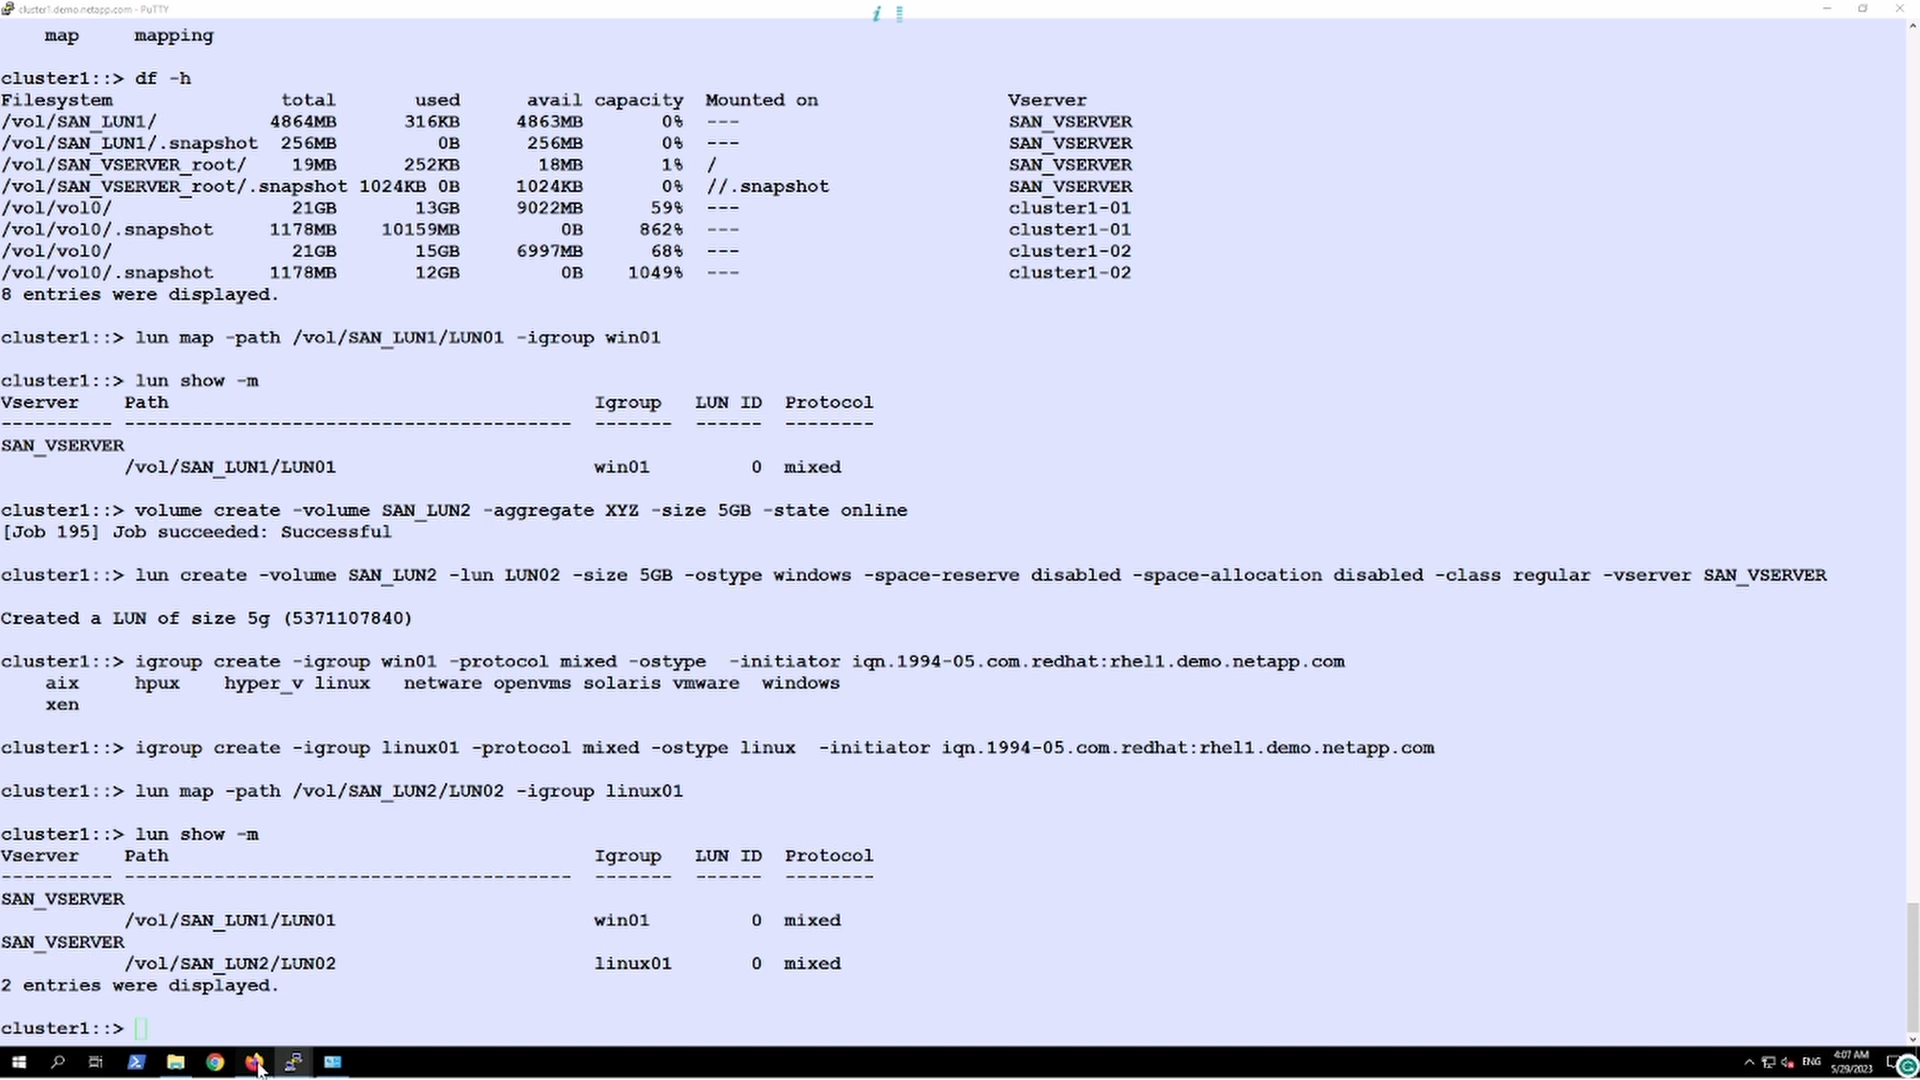 cluster1.demo.netapp.com - PuTTY
map mapping
cluster1::> df -h
Filesystem total used avail capacity Mounted on Vserver
/vol/SAN_LUN1/ 4864MB 316KB 4863MB 0% --- SAN_VSERVER
/vol/SAN_LUN1/.snapshot 256MB 0B 256MB 0% --- SAN_VSERVER
/vol/SAN_VSERVER_root/ 19MB 252KB 18MB 1% / SAN_VSERVER
/vol/SAN_VSERVER_root/.snapshot 1024KB 0B 1024KB 0% //.snapshot SAN_VSERVER
/vol/vol0/ 21GB 13GB 9022MB 59% --- cluster1-01
/vol/vol0/.snapshot 1178MB 10159MB 0B 862% --- cluster1-01
/vol/vol0/ 21GB 15GB 6997MB 68% --- cluster1-02
/vol/vol0/.snapshot 1178MB 12GB 0B 1049% --- cluster1-02
8 entries were displayed.
cluster1::> lun map -path /vol/SAN_LUN1/LUN01 -igroup win01
cluster1::> lun show -m
Vserver Path Igroup LUN ID Protocol
---------- ---------------------------------------- ------- ------ --------
SAN_VSERVER
/vol/SAN_LUN1/LUN01 win01 0 mixed
cluster1::> volume create -volume SAN_LUN2 -aggregate XYZ -size 5GB -state online
[Job 195] Job succeeded: Successful
cluster1::> lun create -volume SAN_LUN2 -lun LUN02 -size 5GB -ostype windows -space-reserve disabled -space-allocation disabled -class regular -vserver SAN_VSERVER
Created a LUN of size 5g (5371107840)
cluster1::> igroup create -igroup win01 -protocol mixed -ostype -initiator iqn.1994-05.com.redhat:rhel1.demo.netapp.com
aix hpux hyper_v linux netware openvms solaris vmware windows
xen
cluster1::> igroup create -igroup linux01 -protocol mixed -ostype linux -initiator iqn.1994-05.com.redhat:rhel1.demo.netapp.com
cluster1::> lun map -path /vol/SAN_LUN2/LUN02 -igroup linux01
cluster1::> lun show -m
Vserver Path Igroup LUN ID Protocol
---------- ---------------------------------------- ------- ------ --------
SAN_VSERVER
/vol/SAN_LUN1/LUN01 win01 0 mixed
SAN_VSERVER
/vol/SAN_LUN2/LUN02 linux01 0 mixed
2 entries were displayed.
cluster1::>
ENG
4:07 AM
5/29/2023